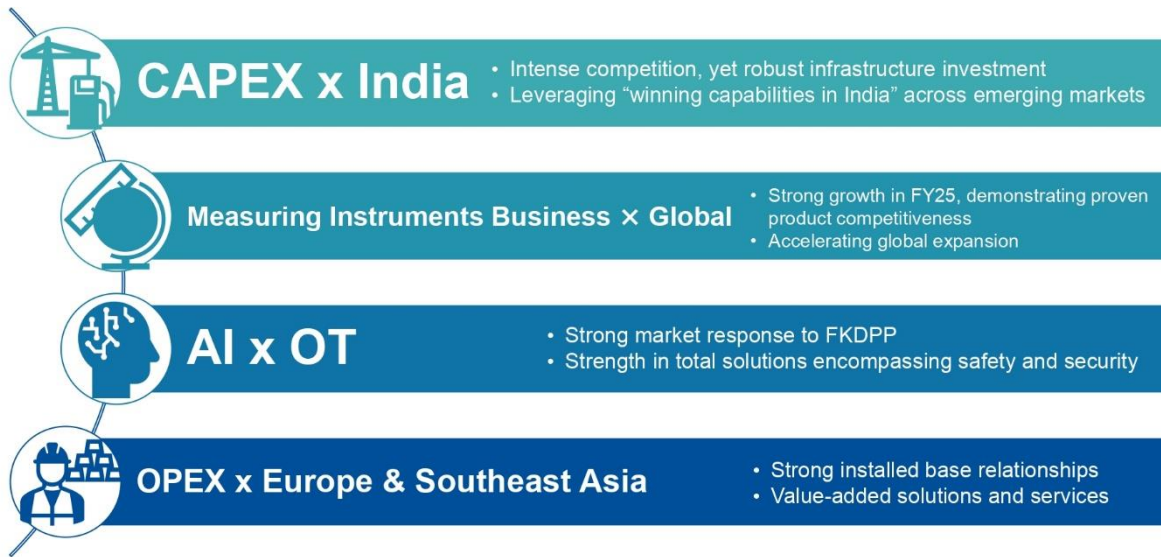 CAPEX x India
• Intense competition, yet robust infrastructure investment
• Leveraging “winning capabilities in India” across emerging markets
Measuring Instruments Business × Global
• Strong growth in FY25, demonstrating proven
product competitiveness
• Accelerating global expansion
AI x OT
• Strong market response to FKDPP
• Strength in total solutions encompassing safety and security
OPEX x Europe & Southeast Asia
• Strong installed base relationships
• Value-added solutions and services